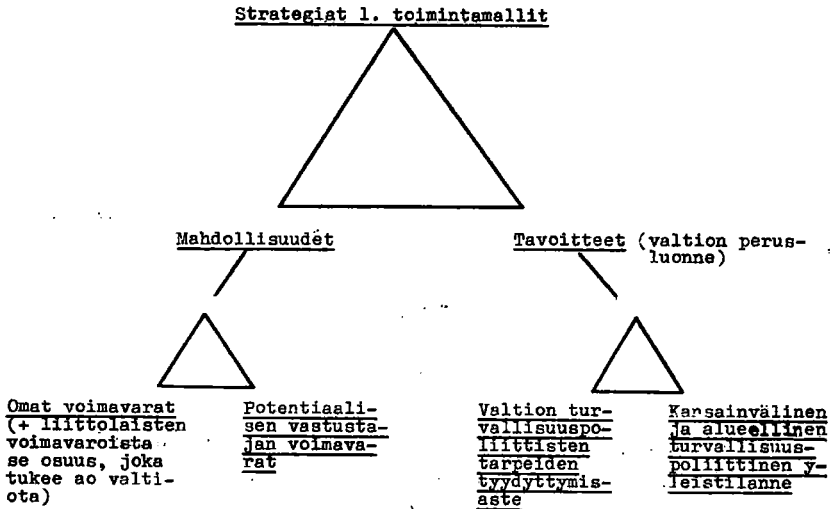 Strategiat l. toimintamallit
Mahdollisuudet
Tavoitteet (valtion perus-
luonne)
Omat voimavarat
(+ liittolaisten
voimavaroista
se osuus, joka
tukee ao valti-
ota)
Potentiaali-
sen vastusta-
jan voimava-
rat
Valtion tur-
vallisuuspo-
liittisten
tarpeiden
tyydyttymis-
aste
Kansainvälinen
ja alueellinen
turvallisuus-
poliittinen y-
leistilanne